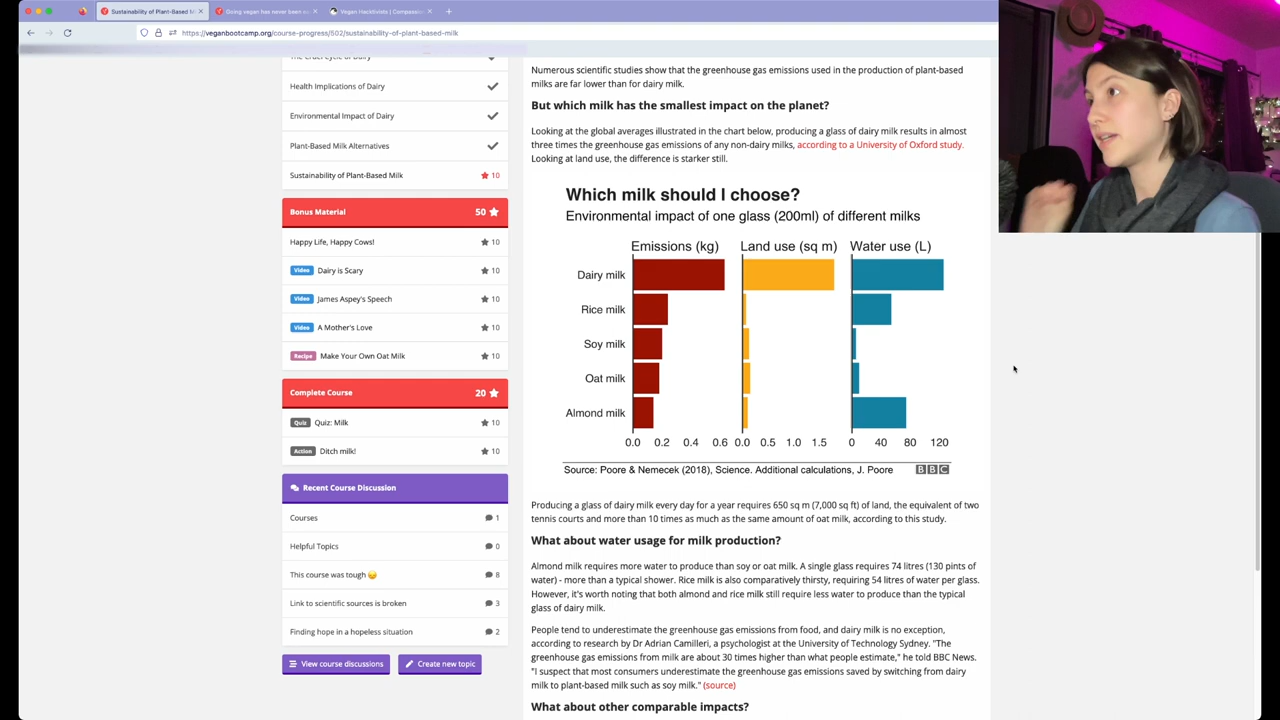 Sustainability of Plant-Based M
Going vegan has never been e
Vegan Hacktivists | Compassi
https://veganbootcamp.org/course-progress/502/sustainability-of-plant-based-milk
The Cruel Cycle of Dairy
Health Implications of Dairy
Environmental Impact of Dairy
Plant-Based Milk Alternatives
Sustainability of Plant-Based Milk 10
Bonus Material 50
Happy Life, Happy Cows! 10
Video Dairy is Scary 10
Video James Aspey's Speech 10
Video A Mother's Love 10
Recipe Make Your Own Oat Milk 10
Complete Course 20
Quiz Quiz: Milk 10
Action Ditch milk! 10
Recent Course Discussion
Courses 1
Helpful Topics 0
This course was tough 😔 8
Link to scientific sources is broken 3
Finding hope in a hopeless situation 2
View course discussions Create new topic
Numerous scientific studies show that the greenhouse gas emissions used in the production of plant-based
milks are far lower than for dairy milk.
But which milk has the smallest impact on the planet?
Looking at the global averages illustrated in the chart below, producing a glass of dairy milk results in almost
three times the greenhouse gas emissions of any non-dairy milks, according to a University of Oxford study.
Looking at land use, the difference is starker still.
Which milk should I choose?
Environmental impact of one glass (200ml) of different milks
Emissions (kg) Land use (sq m) Water use (L)
Dairy milk
Rice milk
Soy milk
Oat milk
Almond milk
0.0 0.2 0.4 0.6 0.0 0.5 1.0 1.5 0 40 80 120
Source: Poore & Nemecek (2018), Science. Additional calculations, J. Poore BBC
Producing a glass of dairy milk every day for a year requires 650 sq m (7,000 sq ft) of land, the equivalent of two
tennis courts and more than 10 times as much as the same amount of oat milk, according to this study.
What about water usage for milk production?
Almond milk requires more water to produce than soy or oat milk. A single glass requires 74 litres (130 pints of
water) - more than a typical shower. Rice milk is also comparatively thirsty, requiring 54 litres of water per glass.
However, it's worth noting that both almond and rice milk still require less water to produce than the typical
glass of dairy milk.
People tend to underestimate the greenhouse gas emissions from food, and dairy milk is no exception,
according to research by Dr Adrian Camilleri, a psychologist at the University of Technology Sydney. "The
greenhouse gas emissions from milk are about 30 times higher than what people estimate," he told BBC News.
"I suspect that most consumers underestimate the greenhouse gas emissions saved by switching from dairy
milk to plant-based milk such as soy milk." (source)
What about other comparable impacts?